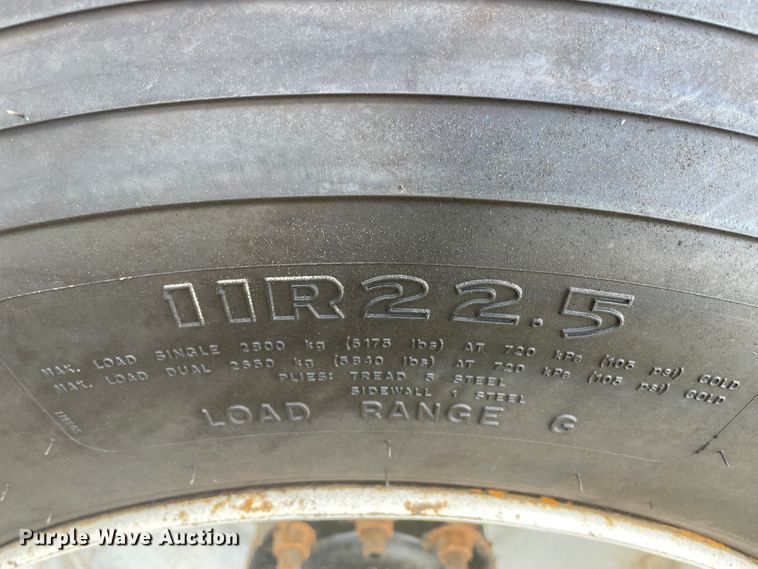 11R22.5
MAX. LOAD SINGLE 2800 kg (6175 lbs) AT 720 kPa (105 psi) COLD
MAX. LOAD DUAL 2650 kg (5840 lbs) AT 720 kPa (105 psi) COLD
PLIES: TREAD 5 STEEL
SIDEWALL 1 STEEL
LOAD RANGE G
Purple Wave Auction